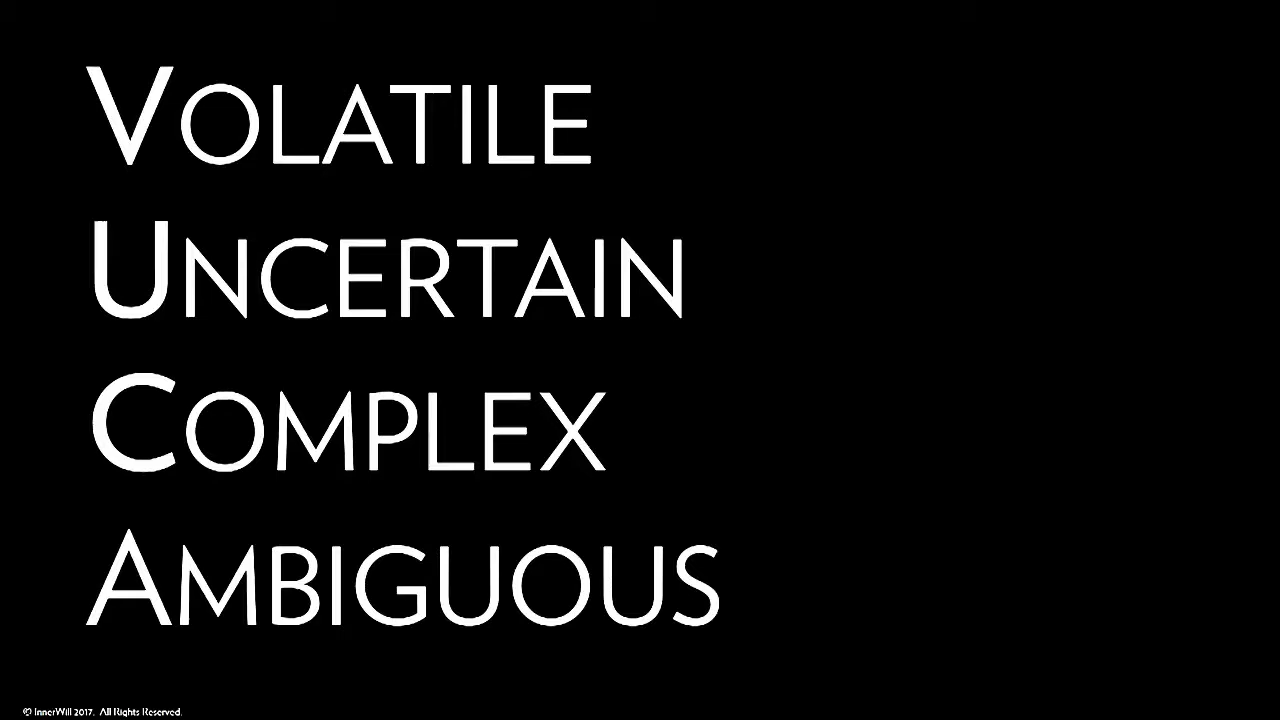 VOLATILE
UNCERTAIN
COMPLEX
AMBIGUOUS
© InnerWill 2017. All Rights Reserved.